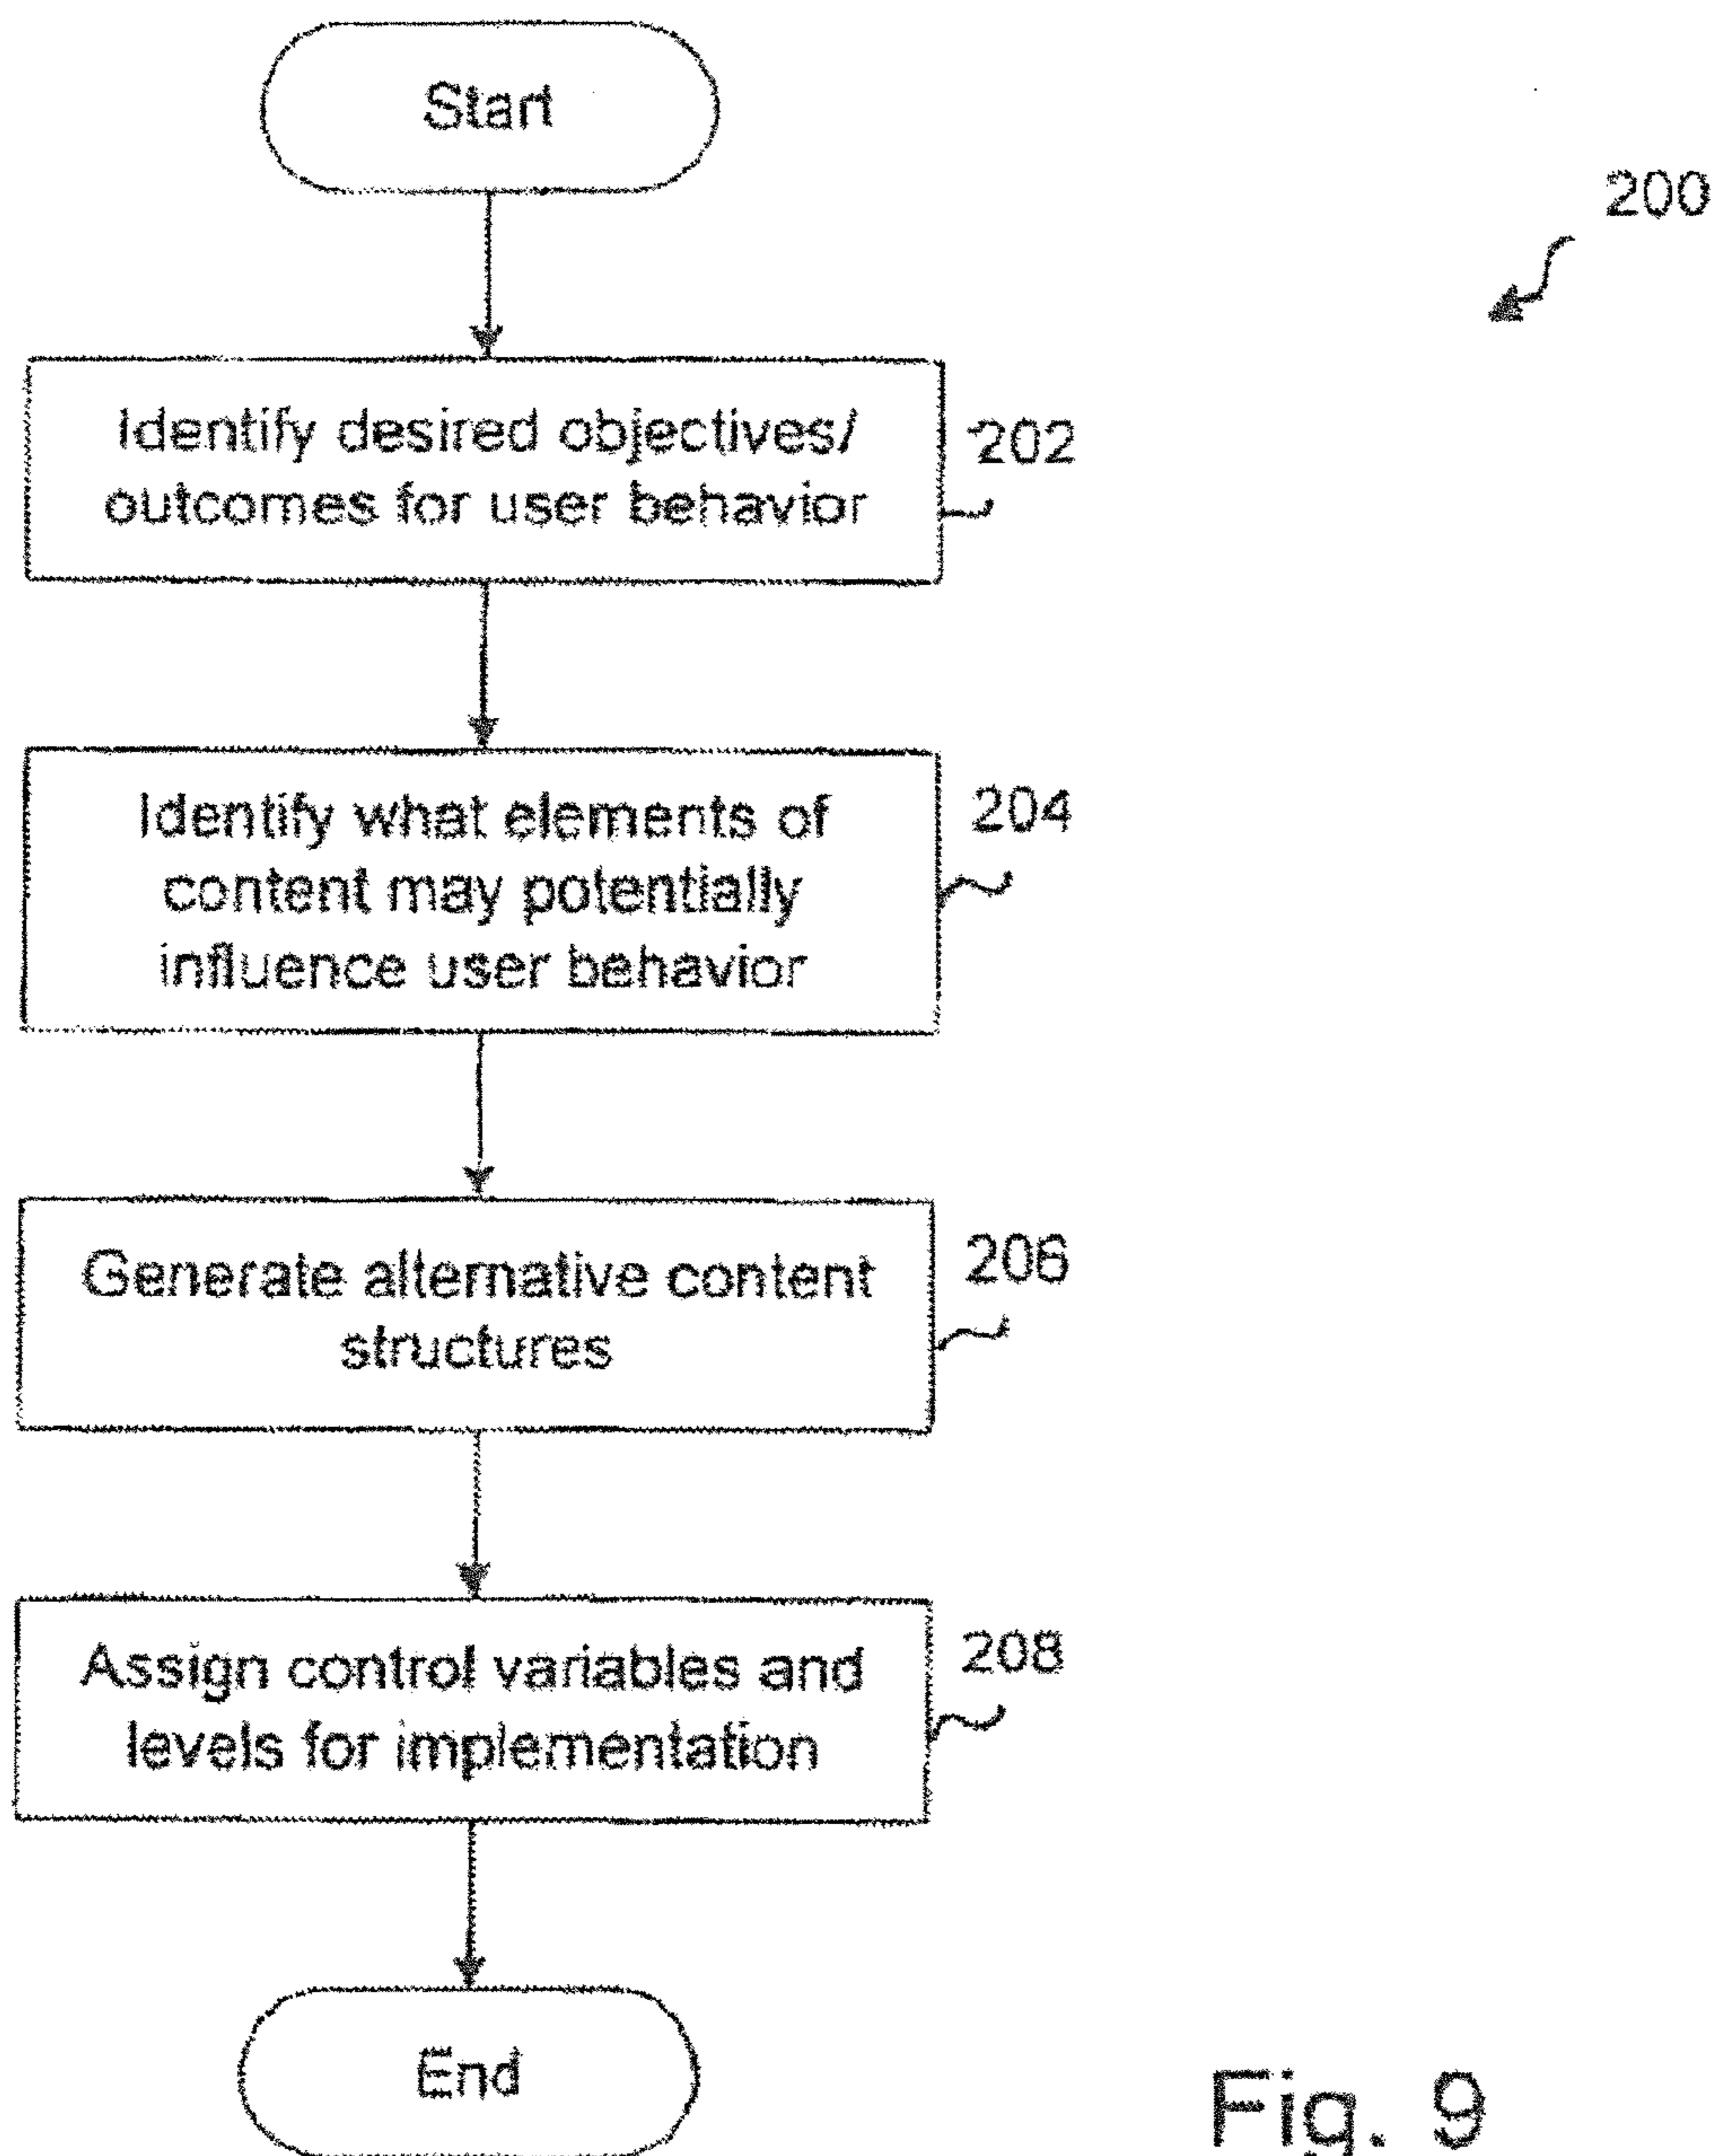 Start
200
Identify desired objectives/
outcomes for user behavior
202
Identify what elements of
content may potentially
influence user behavior
204
Generate alternative content
structures
206
Assign control variables and
levels for implementation
208
End
Fig. 9